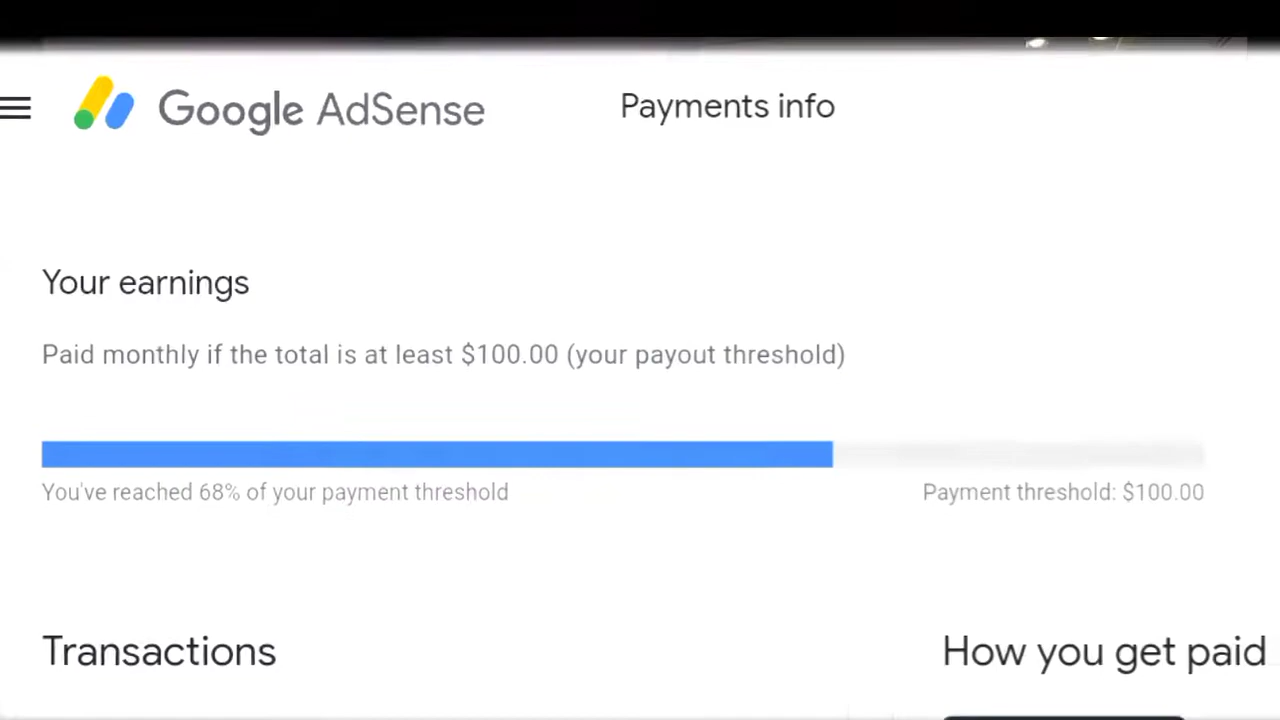 Google AdSense
Payments info
Your earnings
Paid monthly if the total is at least $100.00 (your payout threshold)
You've reached 68% of your payment threshold
Payment threshold: $100.00
Transactions
How you get paid